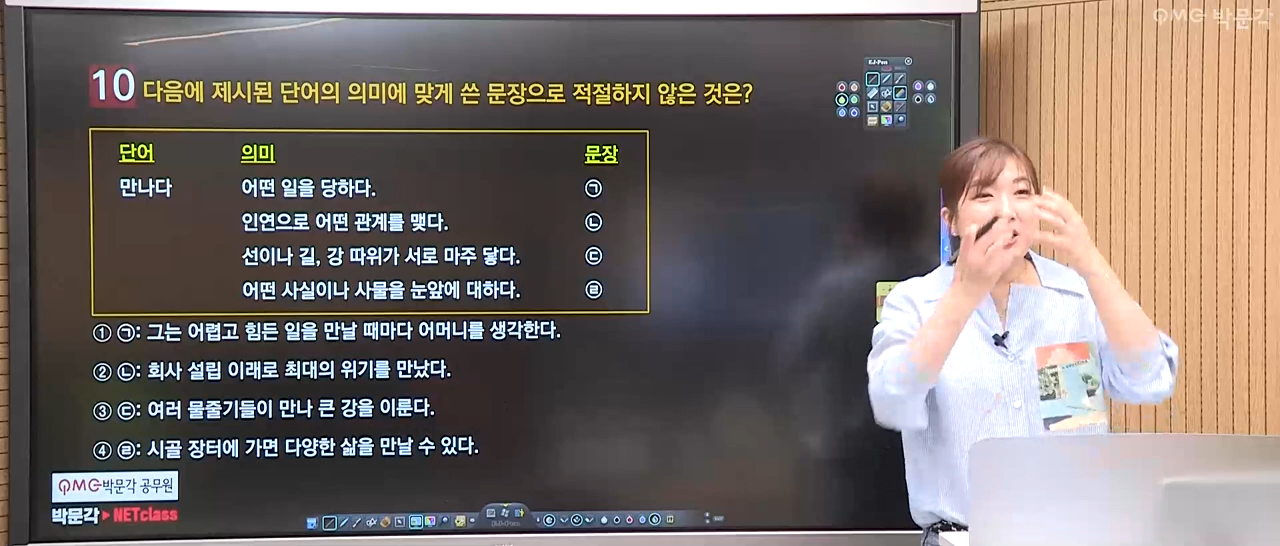 QMG 박문각
10 다음에 제시된 단어의 의미에 맞게 쓴 문장으로 적절하지 않은 것은?
단어 의미 문장
만나다 어떤 일을 당하다. ㉠
인연으로 어떤 관계를 맺다. ㉡
선이나 길, 강 따위가 서로 마주 닿다. ㉢
어떤 사실이나 사물을 눈앞에 대하다. ㉣
① ㉠: 그는 어렵고 힘든 일을 만날 때마다 어머니를 생각한다.
② ㉡: 회사 설립 이래로 최대의 위기를 만났다.
③ ㉢: 여러 물줄기들이 만나 큰 강을 이룬다.
④ ㉣: 시골 장터에 가면 다양한 삶을 만날 수 있다.
QMG박문각 공무원
박문각 NETclass